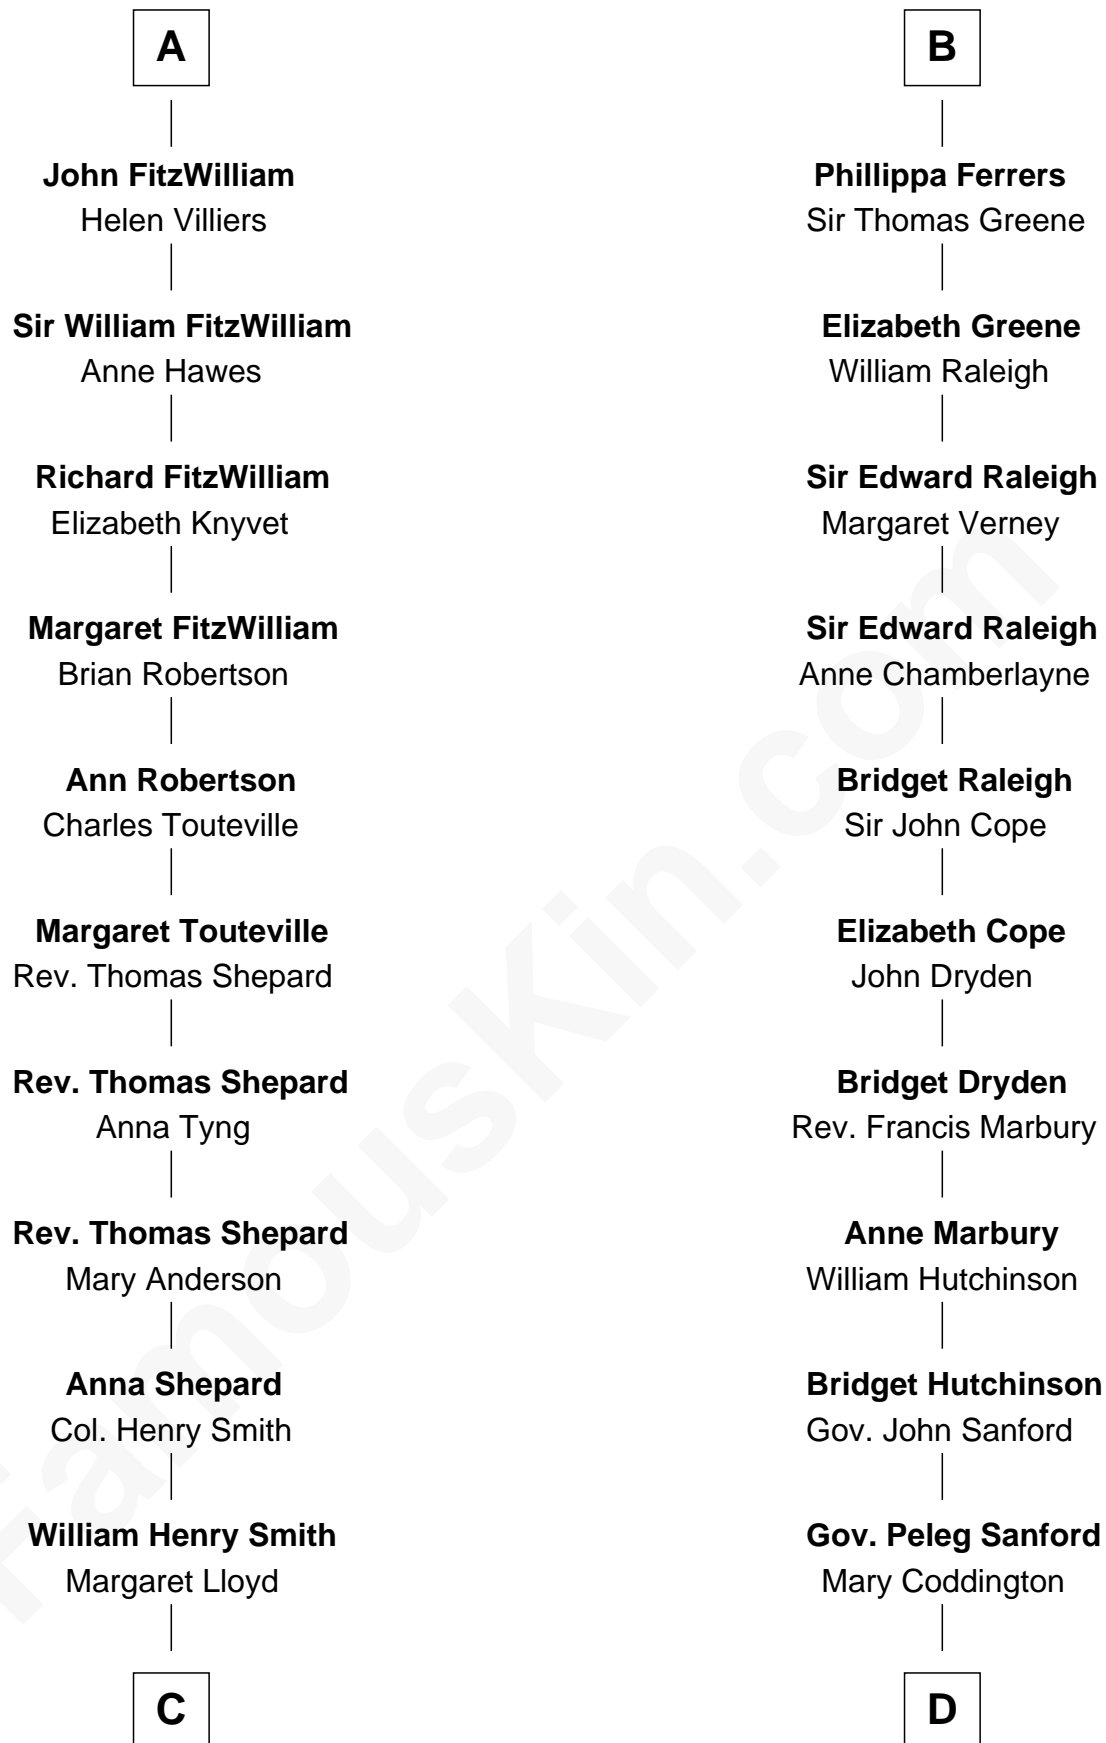 A
John FitzWilliam
Helen Villiers
Sir William FitzWilliam
Anne Hawes
Richard FitzWilliam
Elizabeth Knyvet
Margaret FitzWilliam
Brian Robertson
Ann Robertson
Charles Touteville
Margaret Touteville
Rev. Thomas Shepard
Rev. Thomas Shepard
Anna Tyng
Rev. Thomas Shepard
Mary Anderson
Anna Shepard
Col. Henry Smith
William Henry Smith
Margaret Lloyd
C
B
Phillippa Ferrers
Sir Thomas Greene
Elizabeth Greene
William Raleigh
Sir Edward Raleigh
Margaret Verney
Sir Edward Raleigh
Anne Chamberlayne
Bridget Raleigh
Sir John Cope
Elizabeth Cope
John Dryden
Bridget Dryden
Rev. Francis Marbury
Anne Marbury
William Hutchinson
Bridget Hutchinson
Gov. John Sanford
Gov. Peleg Sanford
Mary Coddington
D
FamousKin.com